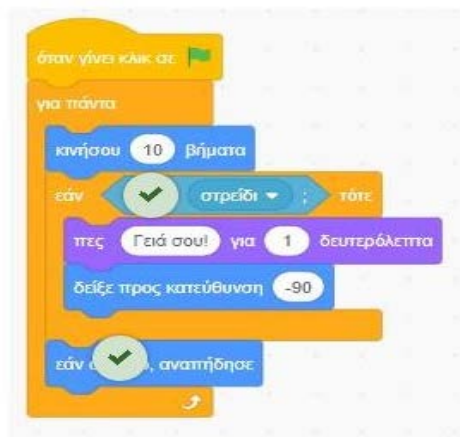 όταν γίνει κλικ σε
για πάντα
κινήσου 10 βήματα
εάν στρείδι ; τότε
πες Γειά σου! για 1 δευτερόλεπτα
δείξε προς κατεύθυνση -90
εάν , αναπήδησε